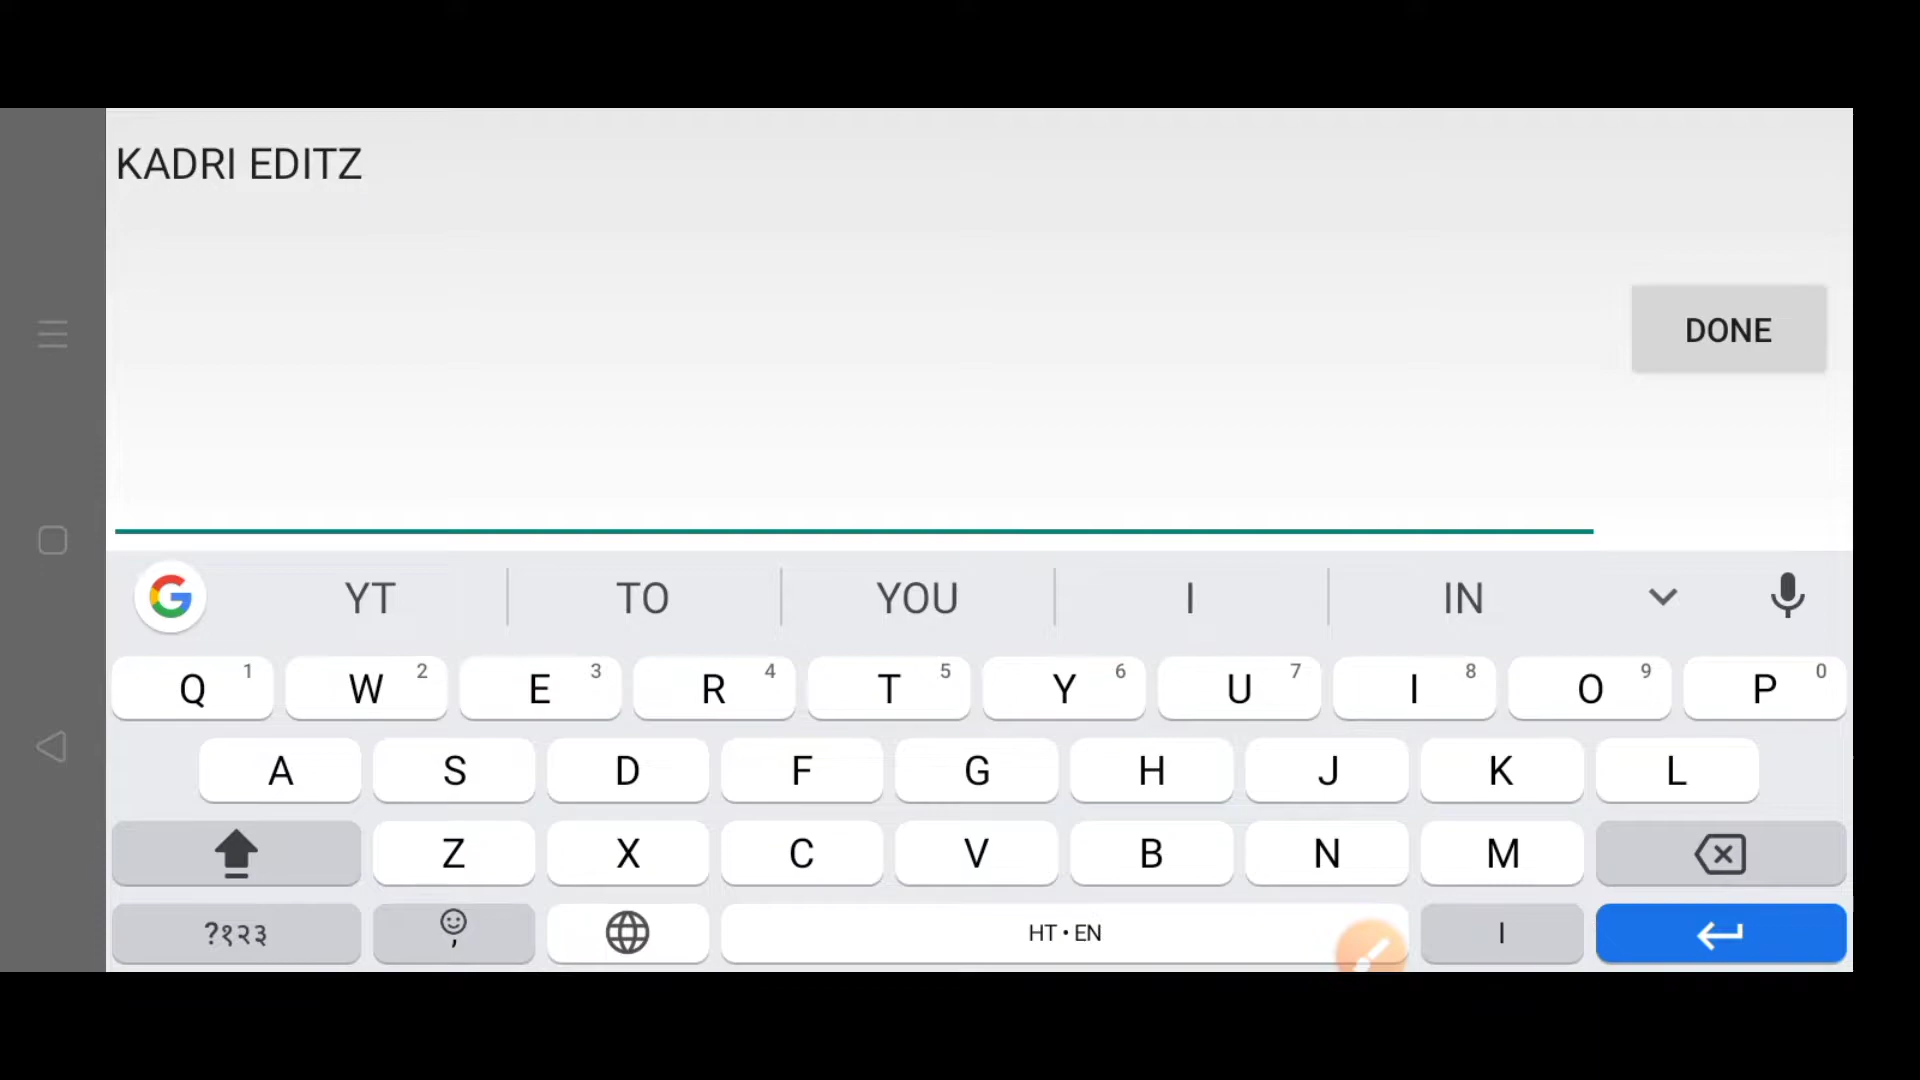 KADRI EDITZ
DONE
YT TO YOU I IN
Q 1 W 2 E 3 R 4 T 5 Y 6 U 7 I 8 O 9 P 0
A S D F G H J K L
Z X C V B N M
?१२३ , HT • EN ।